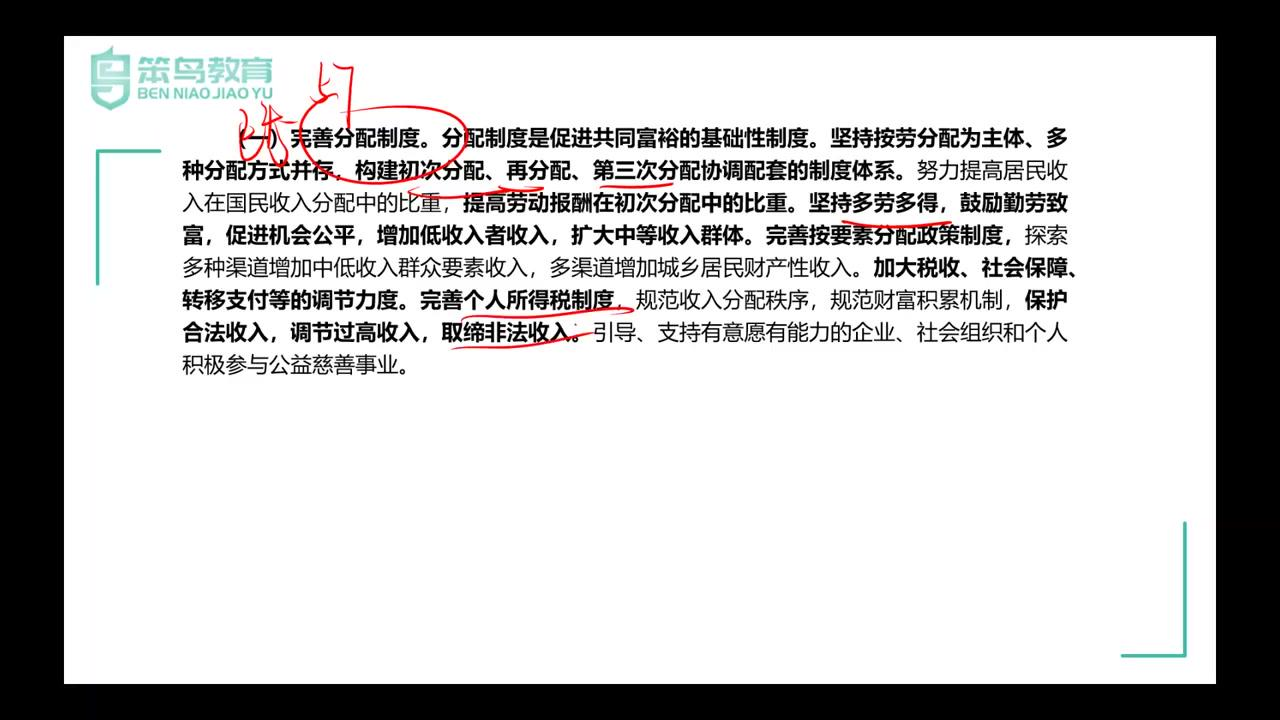 笨鸟教育
BEN NIAO JIAO YU
（一）完善分配制度。分配制度是促进共同富裕的基础性制度。坚持按劳分配为主体、多
种分配方式并存，构建初次分配、再分配、第三次分配协调配套的制度体系。努力提高居民收
入在国民收入分配中的比重，提高劳动报酬在初次分配中的比重。坚持多劳多得，鼓励勤劳致
富，促进机会公平，增加低收入者收入，扩大中等收入群体。完善按要素分配政策制度，探索
多种渠道增加中低收入群众要素收入，多渠道增加城乡居民财产性收入。加大税收、社会保障、
转移支付等的调节力度。完善个人所得税制度，规范收入分配秩序，规范财富积累机制，保护
合法收入，调节过高收入，取缔非法收入。引导、支持有意愿有能力的企业、社会组织和个人
积极参与公益慈善事业。